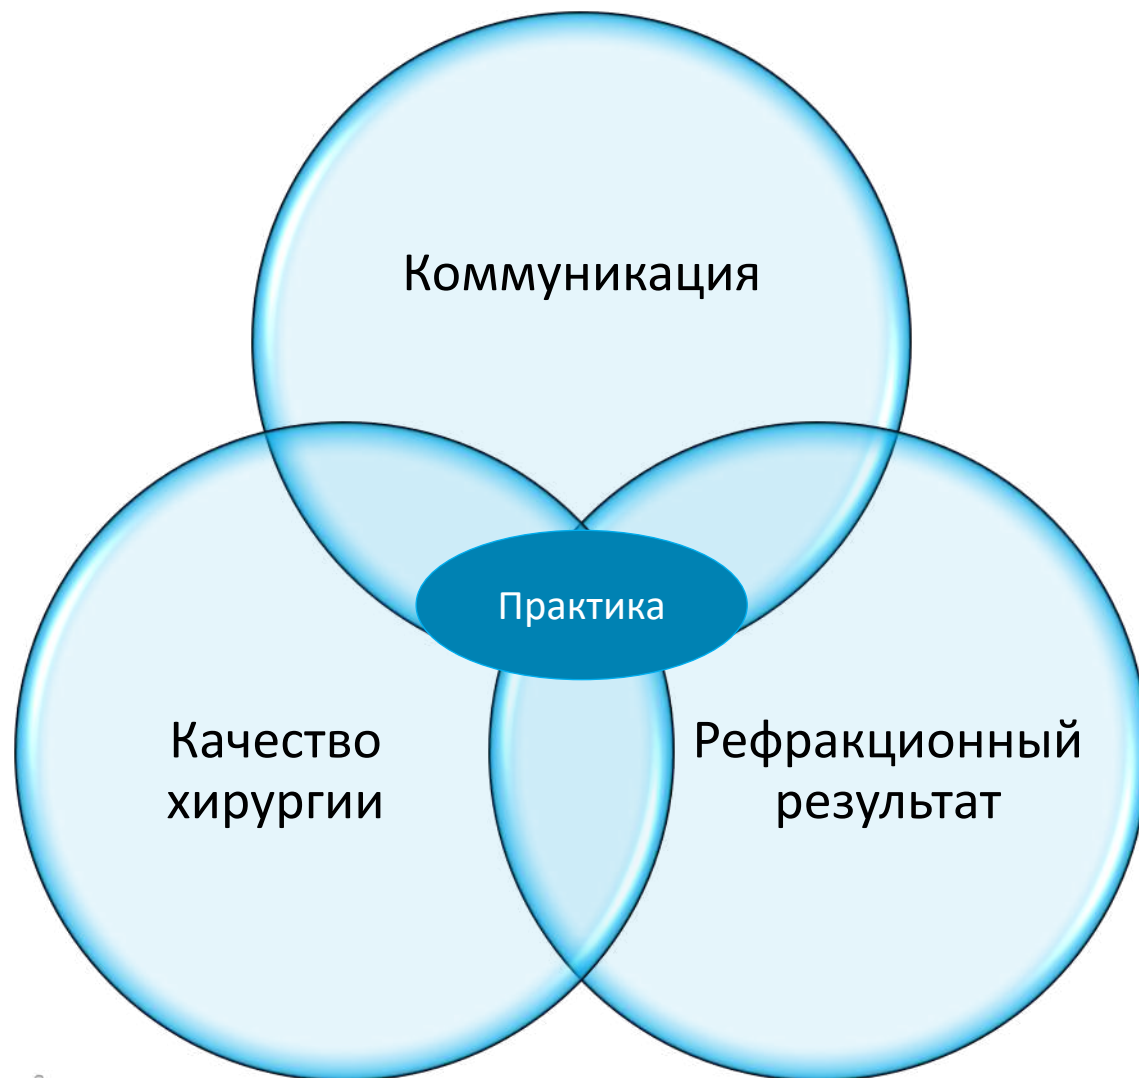 Коммуникация
Практика
Качество
хирургии
Рефракционный
результат